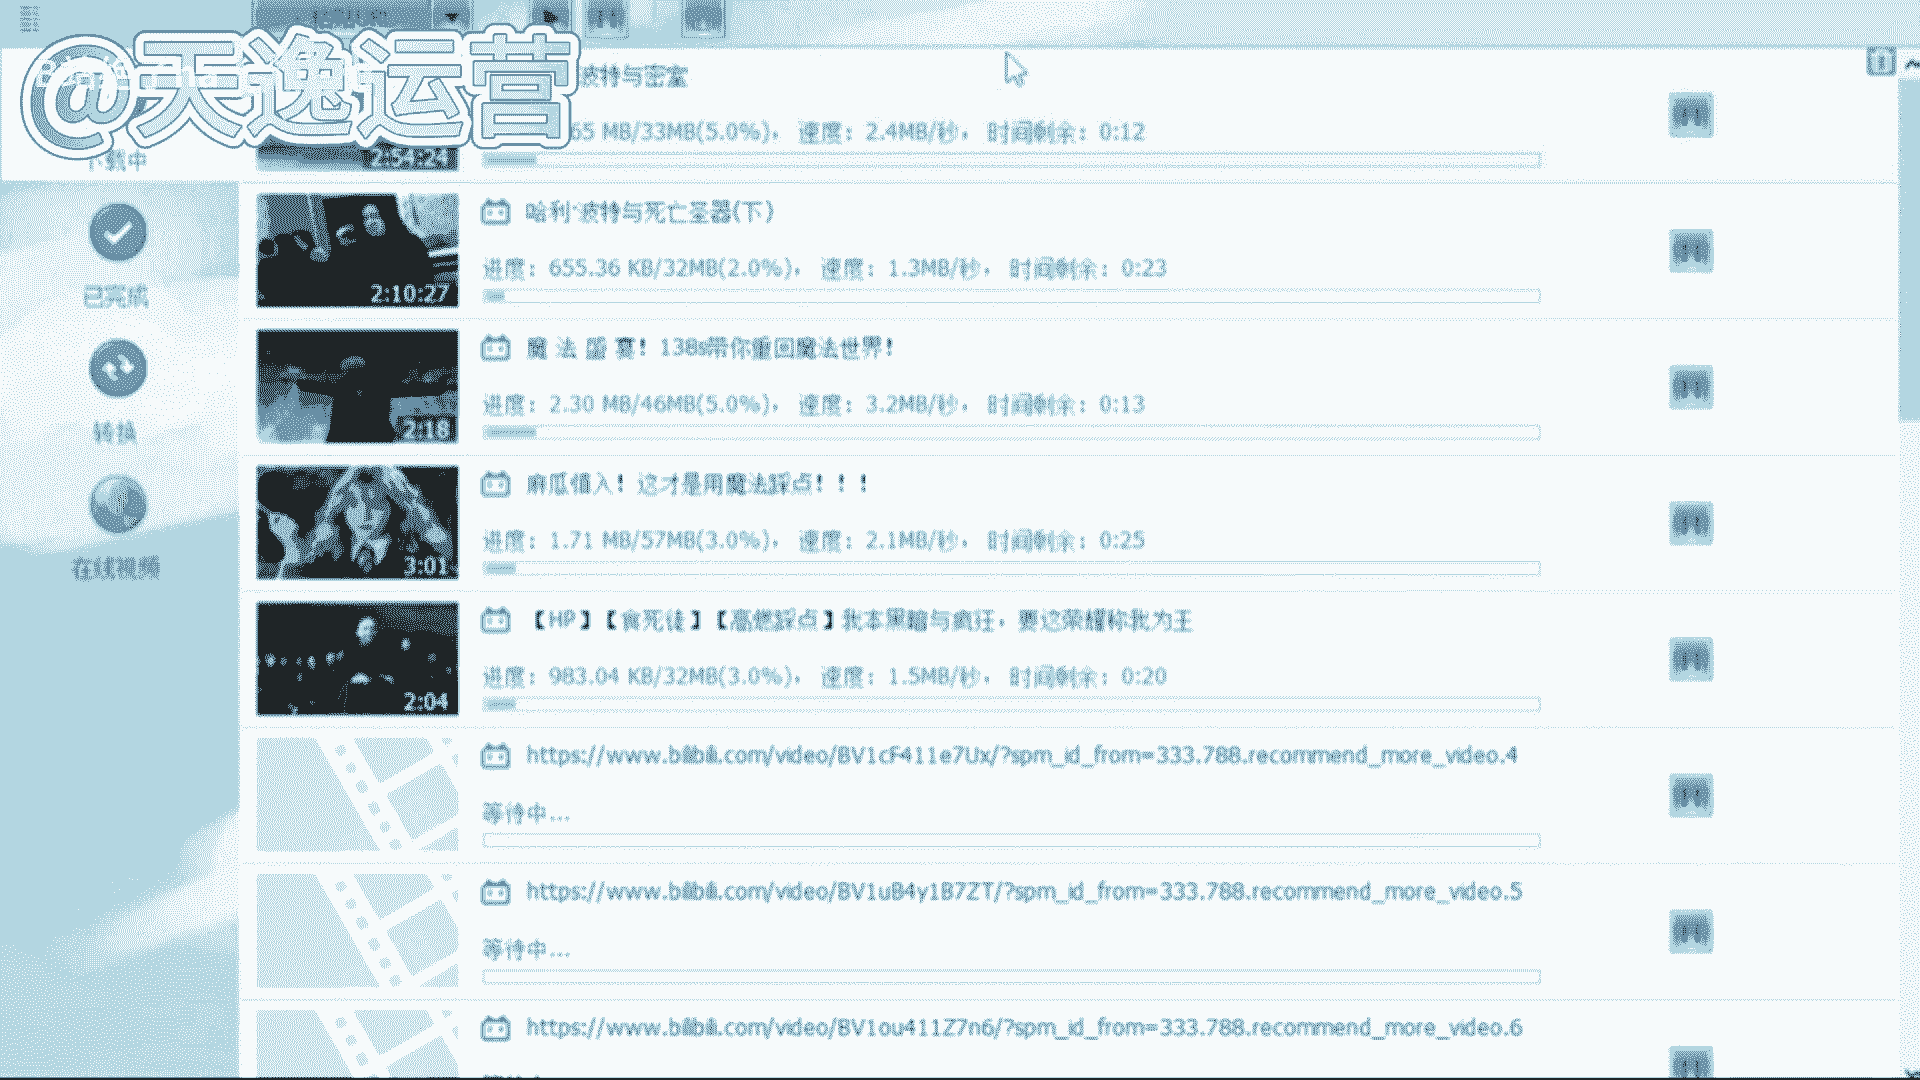 @天逸运营
波特与密室
65 MB/33MB(5.0%), 速度: 2.4MB/秒, 时间剩余: 0:12
2:54:24
下载中
哈利·波特与死亡圣器(下)
进度: 655.36 KB/32MB(2.0%), 速度: 1.3MB/秒, 时间剩余: 0:23
2:10:27
已完成
魔 法 盛 宴! 138s带你重回魔法世界!
进度: 2.30 MB/46MB(5.0%), 速度: 3.2MB/秒, 时间剩余: 0:13
2:18
转换
麻瓜慎入! 这才是用魔法踩点! ! !
进度: 1.71 MB/57MB(3.0%), 速度: 2.1MB/秒, 时间剩余: 0:25
3:01
在线视频
【HP】【食死徒】【高燃踩点】我本黑暗与疯狂, 要这荣耀称我为王
进度: 983.04 KB/32MB(3.0%), 速度: 1.5MB/秒, 时间剩余: 0:20
2:04
https://www.bilibili.com/video/BV1cF411e7Ux/?spm_id_from=333.788.recommend_more_video.4
等待中...
https://www.bilibili.com/video/BV1uB4y1B7ZT/?spm_id_from=333.788.recommend_more_video.5
等待中...
https://www.bilibili.com/video/BV1ou411Z7n6/?spm_id_from=333.788.recommend_more_video.6